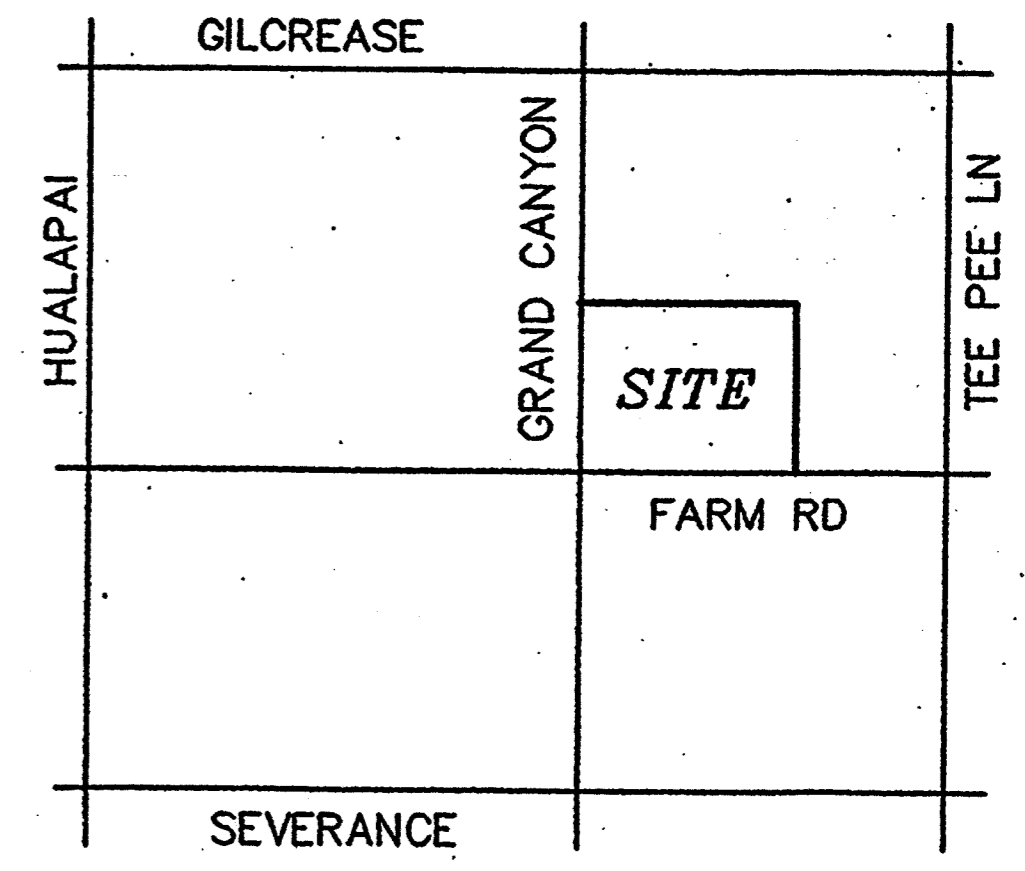 GILCREASE
HUALAPAI
GRAND CANYON
TEE PEE LN
SITE
FARM RD
SEVERANCE